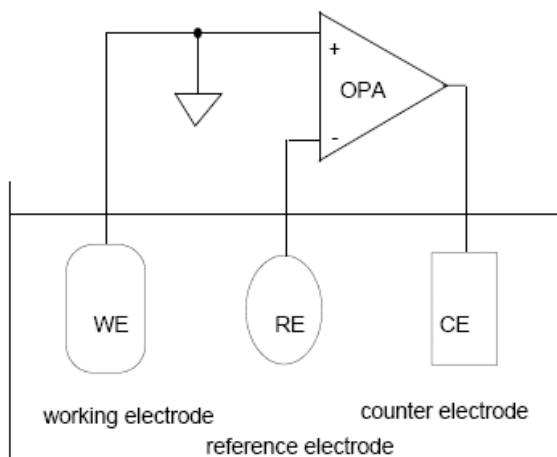 +
OPA
-
WE
RE
CE
working electrode
counter electrode
reference electrode